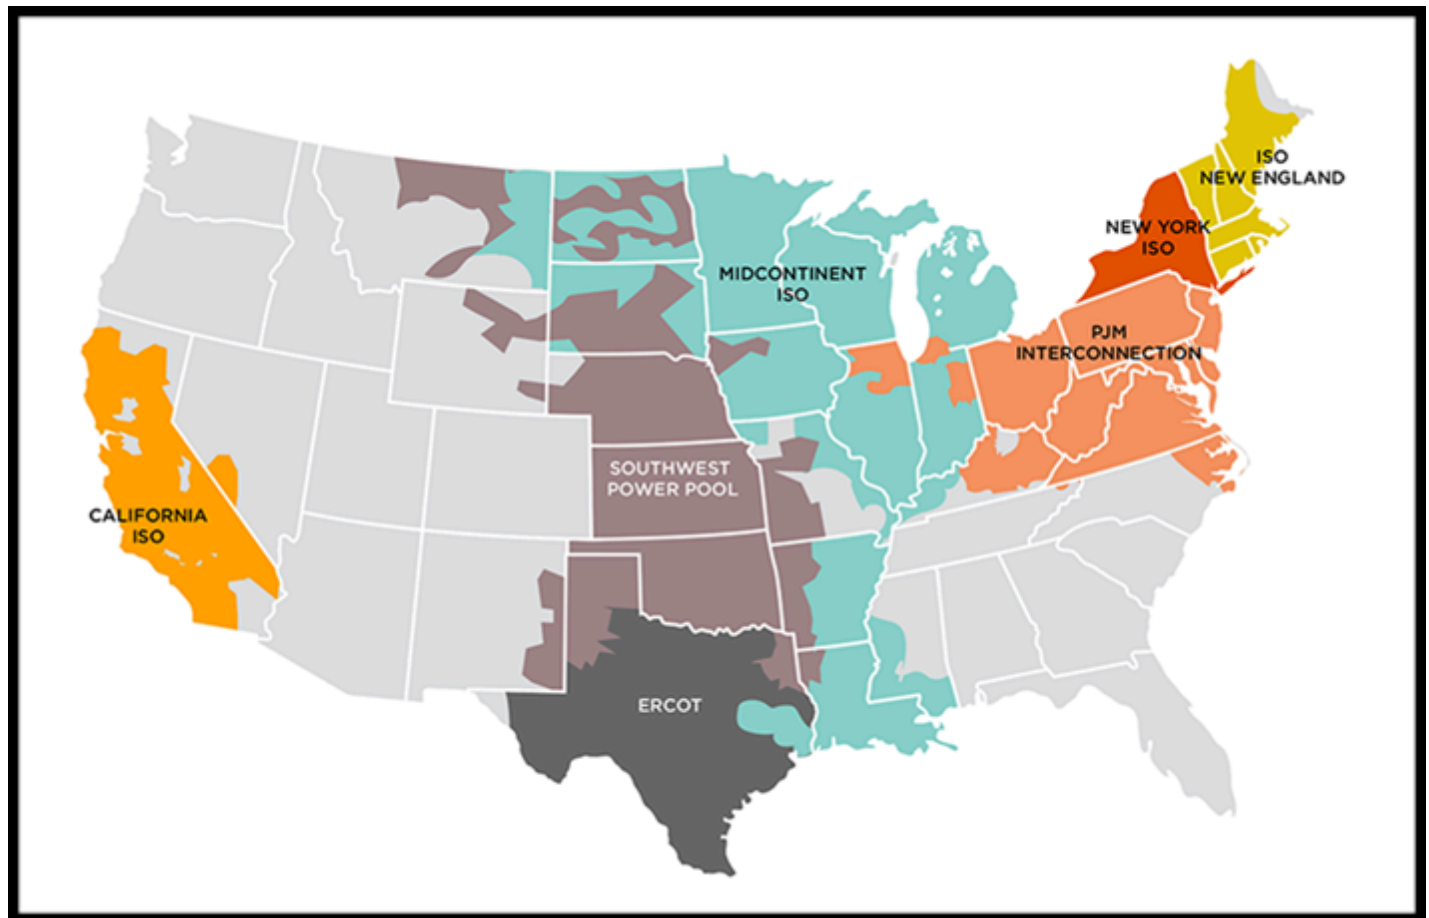 ISO
NEW ENGLAND
NEW YORK
ISO
MIDCONTINENT
ISO
PJM
INTERCONNECTION
SOUTHWEST
POWER POOL
CALIFORNIA
ISO
ERCOT